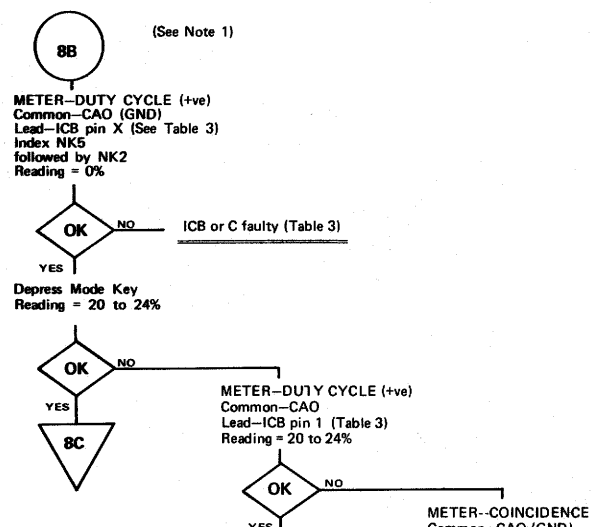 8B
(See Note 1)
METER—DUTY CYCLE (+ve)
Common—CAO (GND)
Lead—ICB pin X (See Table 3)
Index NK5
followed by NK2
Reading = 0%
OK
NO
ICB or C faulty (Table 3)
YES
Depress Mode Key
Reading = 20 to 24%
OK
NO
YES
8C
METER—DUTY CYCLE (+ve)
Common—CAO
Lead—ICB pin 1 (Table 3)
Reading = 20 to 24%
OK
NO
YES
METER--COINCIDENCE
Common—CAO (GND)